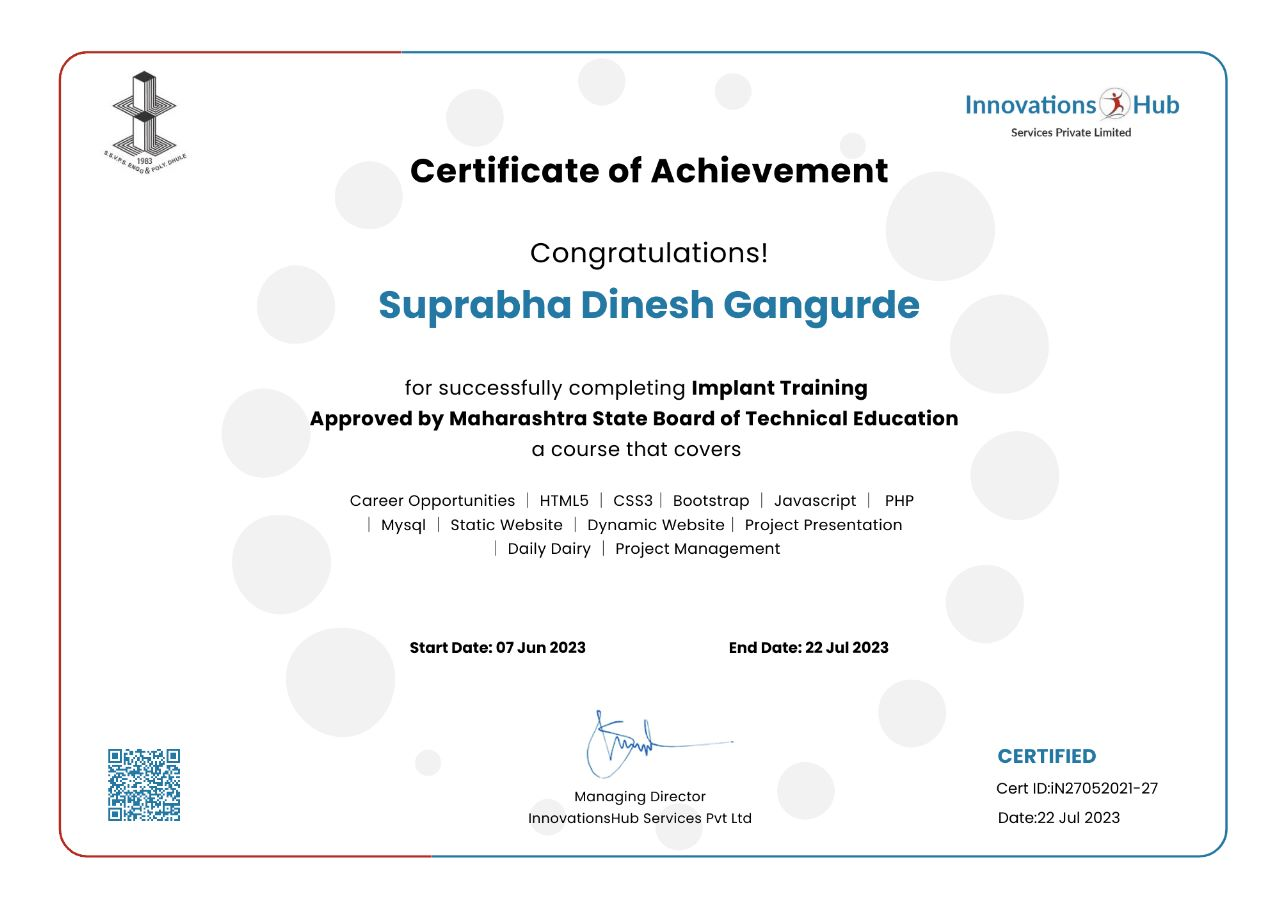 S.S.V.P.S. ENGG & POLY. DHULE
1983
Innovations Hub
Services Private Limited
Certificate of Achievement
Congratulations!
Suprabha Dinesh Gangurde
for successfully completing Implant Training
Approved by Maharashtra State Board of Technical Education
a course that covers
Career Opportunities | HTML5 | CSS3 | Bootstrap | Javascript | PHP
| Mysql | Static Website | Dynamic Website | Project Presentation
| Daily Dairy | Project Management
Start Date: 07 Jun 2023 End Date: 22 Jul 2023
Managing Director
InnovationsHub Services Pvt Ltd
CERTIFIED
Cert ID:iN27052021-27
Date:22 Jul 2023